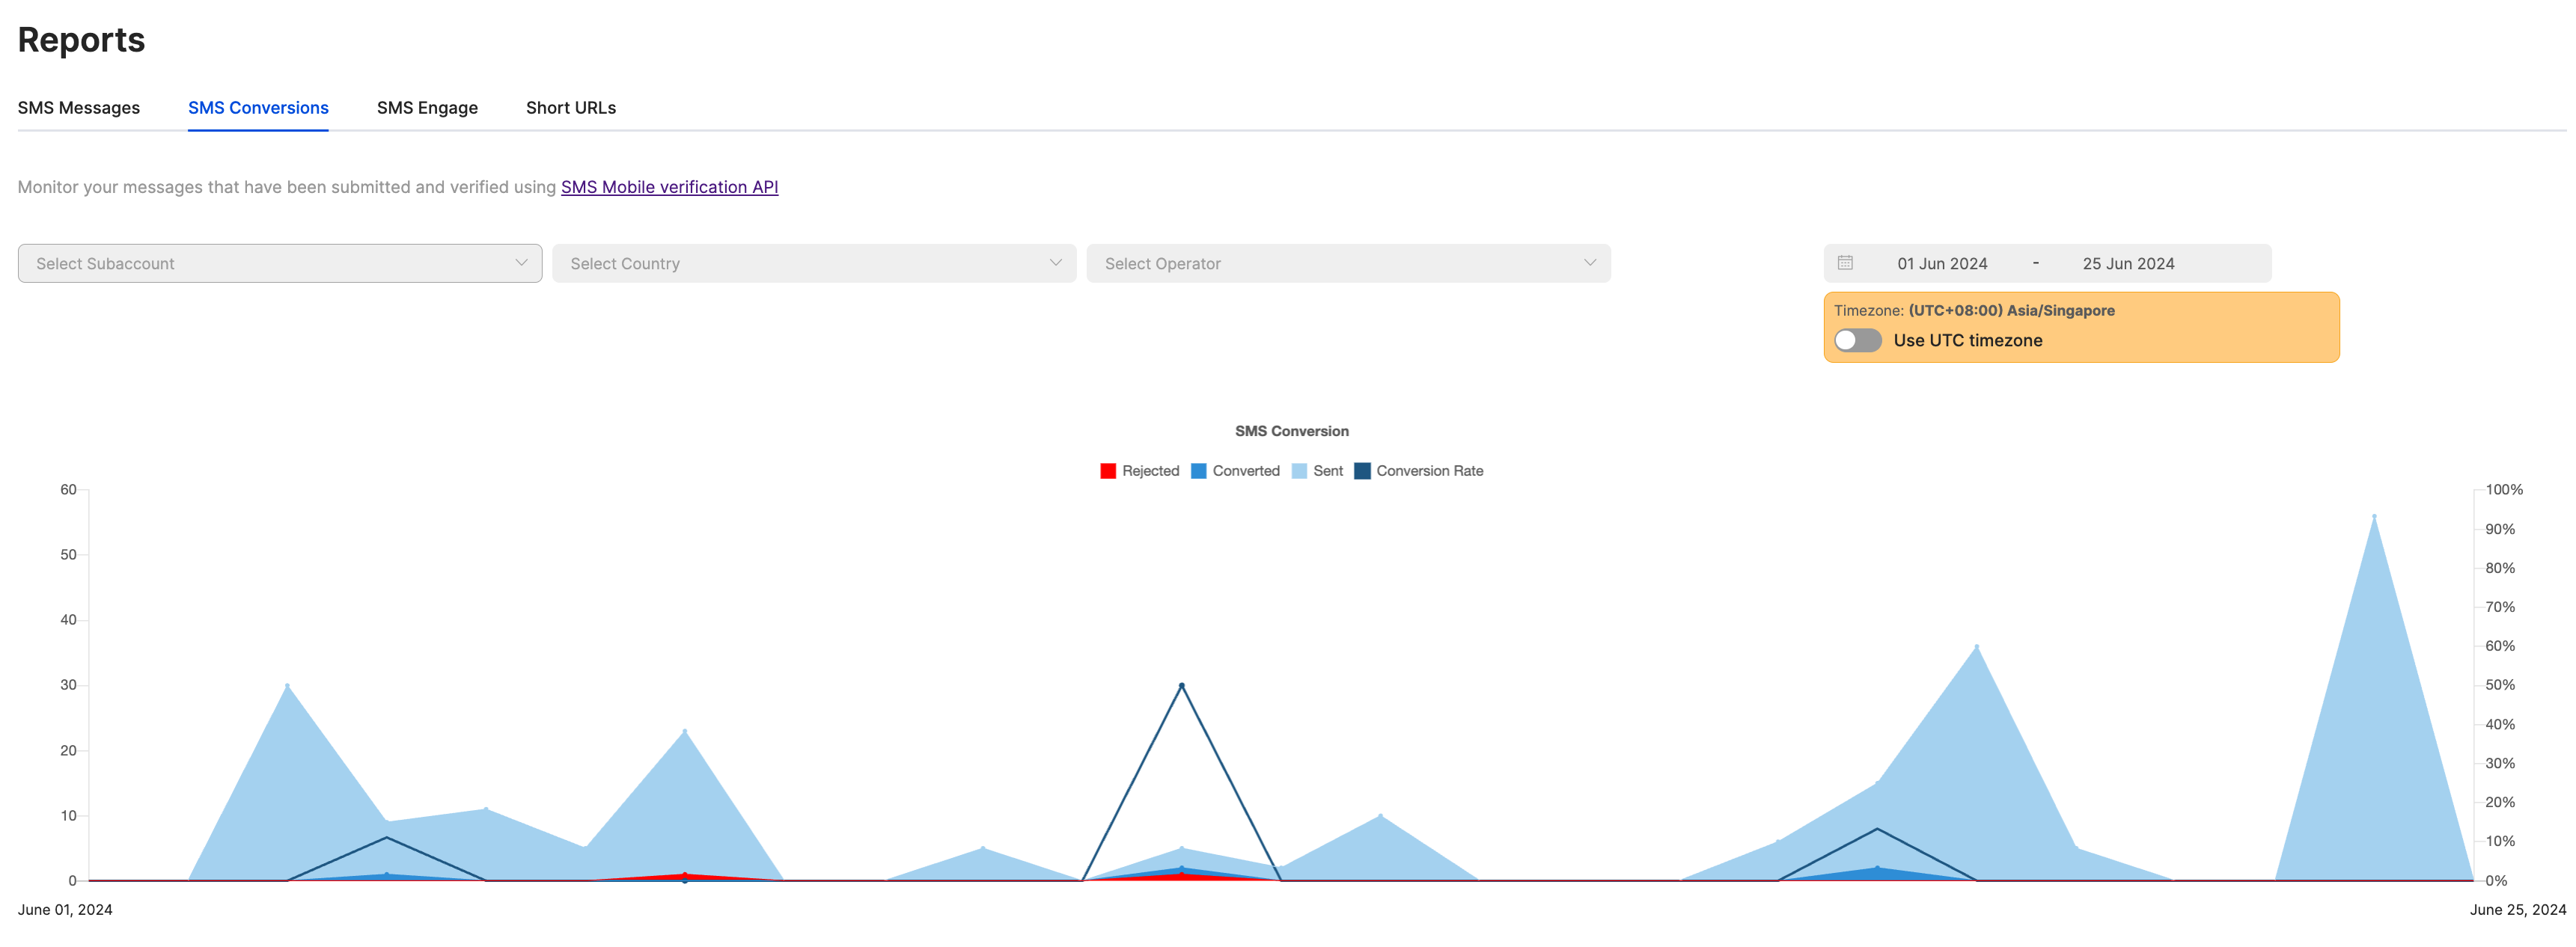 Reports
SMS Messages SMS Conversions SMS Engage Short URLs
Monitor your messages that have been submitted and verified using SMS Mobile verification API
Select Subaccount Select Country Select Operator 01 Jun 2024 - 25 Jun 2024
Timezone: (UTC+08:00) Asia/Singapore
Use UTC timezone
SMS Conversion
Rejected Converted Sent Conversion Rate
60 100%
90%
50
80%
40 70%
60%
30 50%
40%
20
30%
10 20%
10%
0 0%
June 01, 2024 June 25, 2024